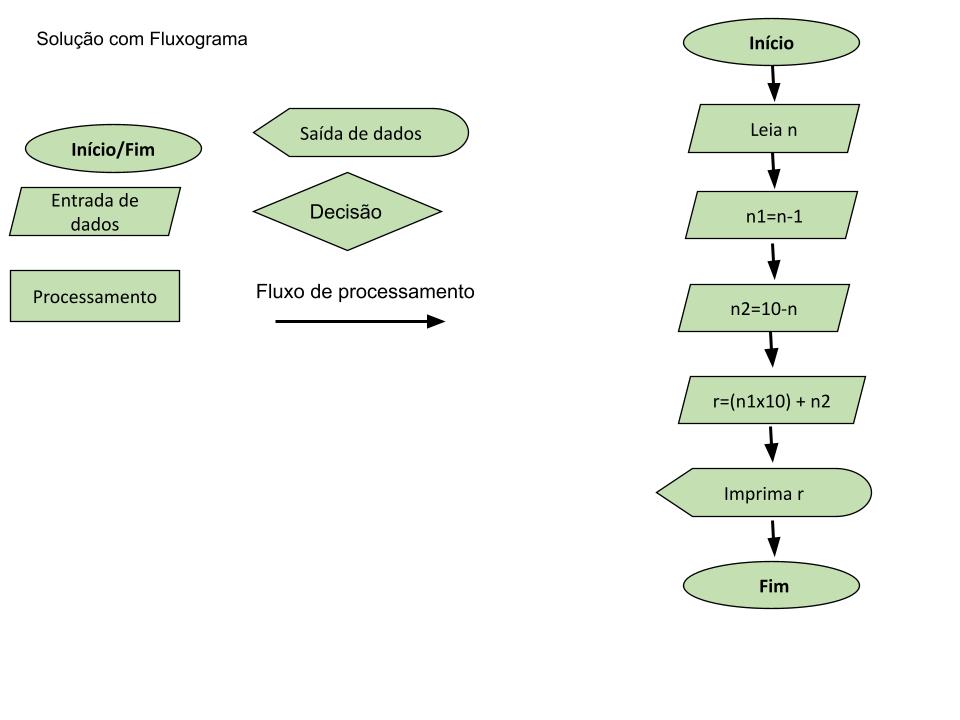 Solução com Fluxograma
Início/Fim
Entrada de
dados
Processamento
Saída de dados
Decisão
Fluxo de processamento
Início
Leia n
n1=n-1
n2=10-n
r=(n1x10) + n2
Imprima r
Fim